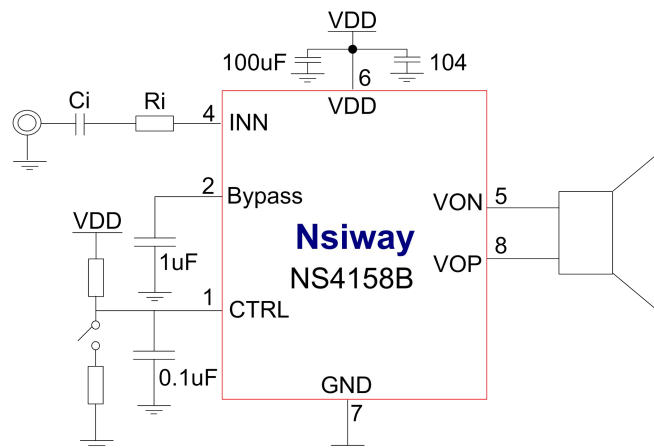 VDD
100uF
104
6
VDD
Ci
Ri
4
INN
2
Bypass
VDD
1uF
VON
5
Nsiway
NS4158B
VOP
8
1
CTRL
0.1uF
GND
7